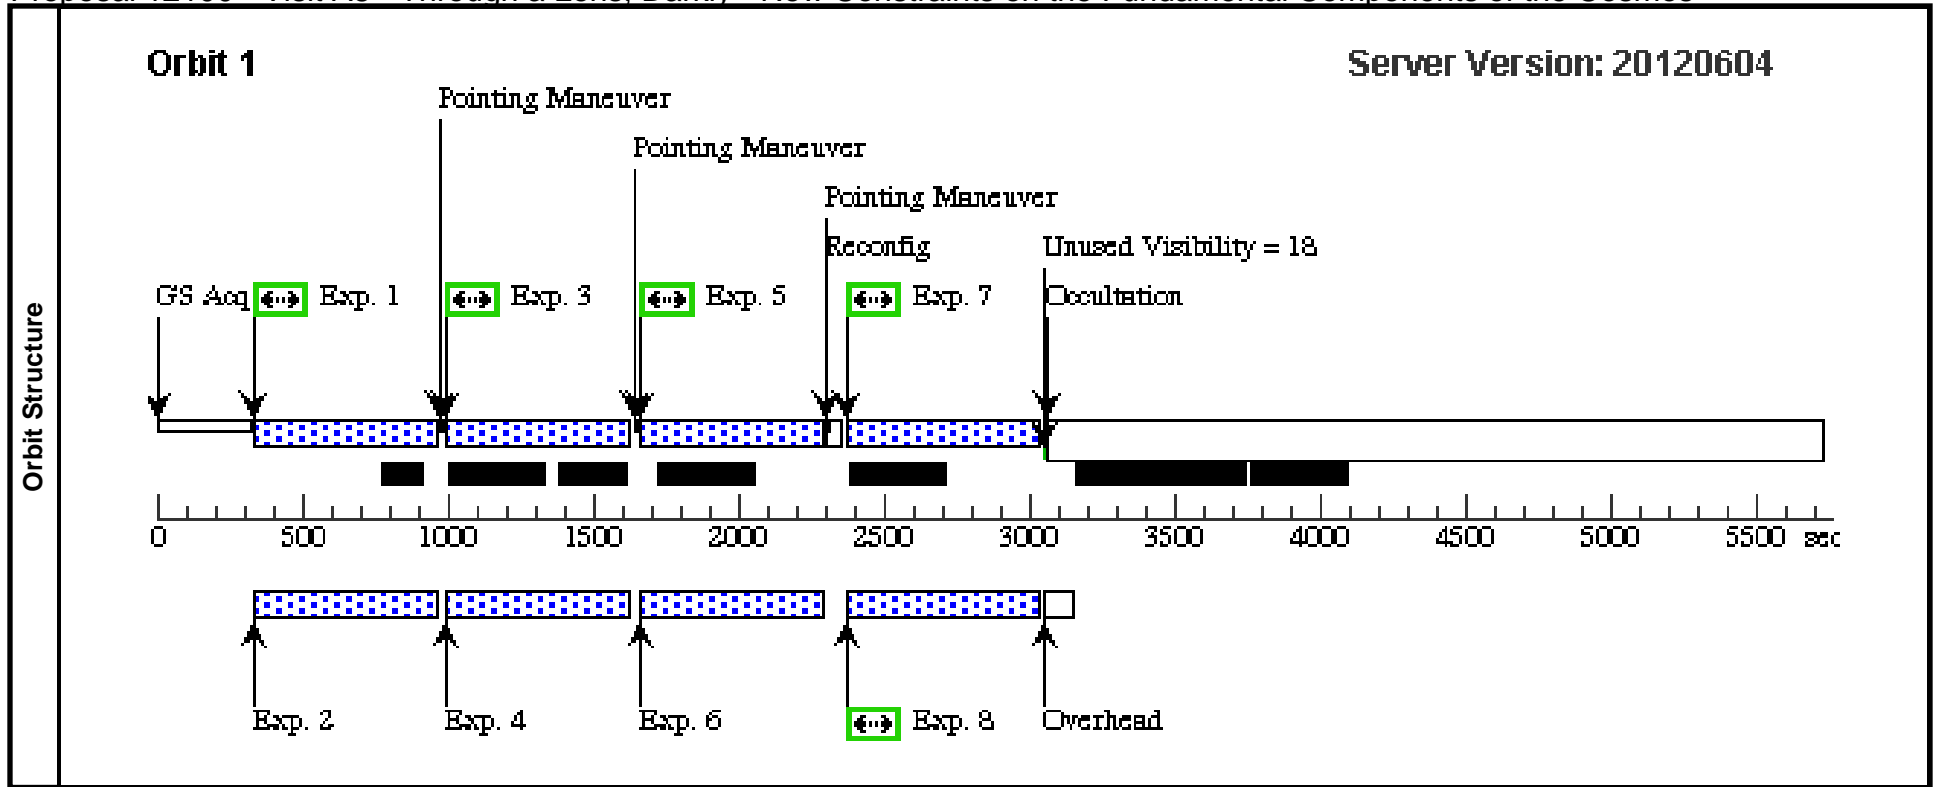 Orbit Structure
Orbit 1
Server Version: 20120604
Pointing Maneuver
Pointing Maneuver
Pointing Maneuver
Reconfig
Unused Visibility = 18
GS Acq
Exp. 1
Exp. 3
Exp. 5
Exp. 7
Occultation
0 500 1000 1500 2000 2500 3000 3500 4000 4500 5000 5500 sec
Exp. 2
Exp. 4
Exp. 6
Exp. 8
Overhead